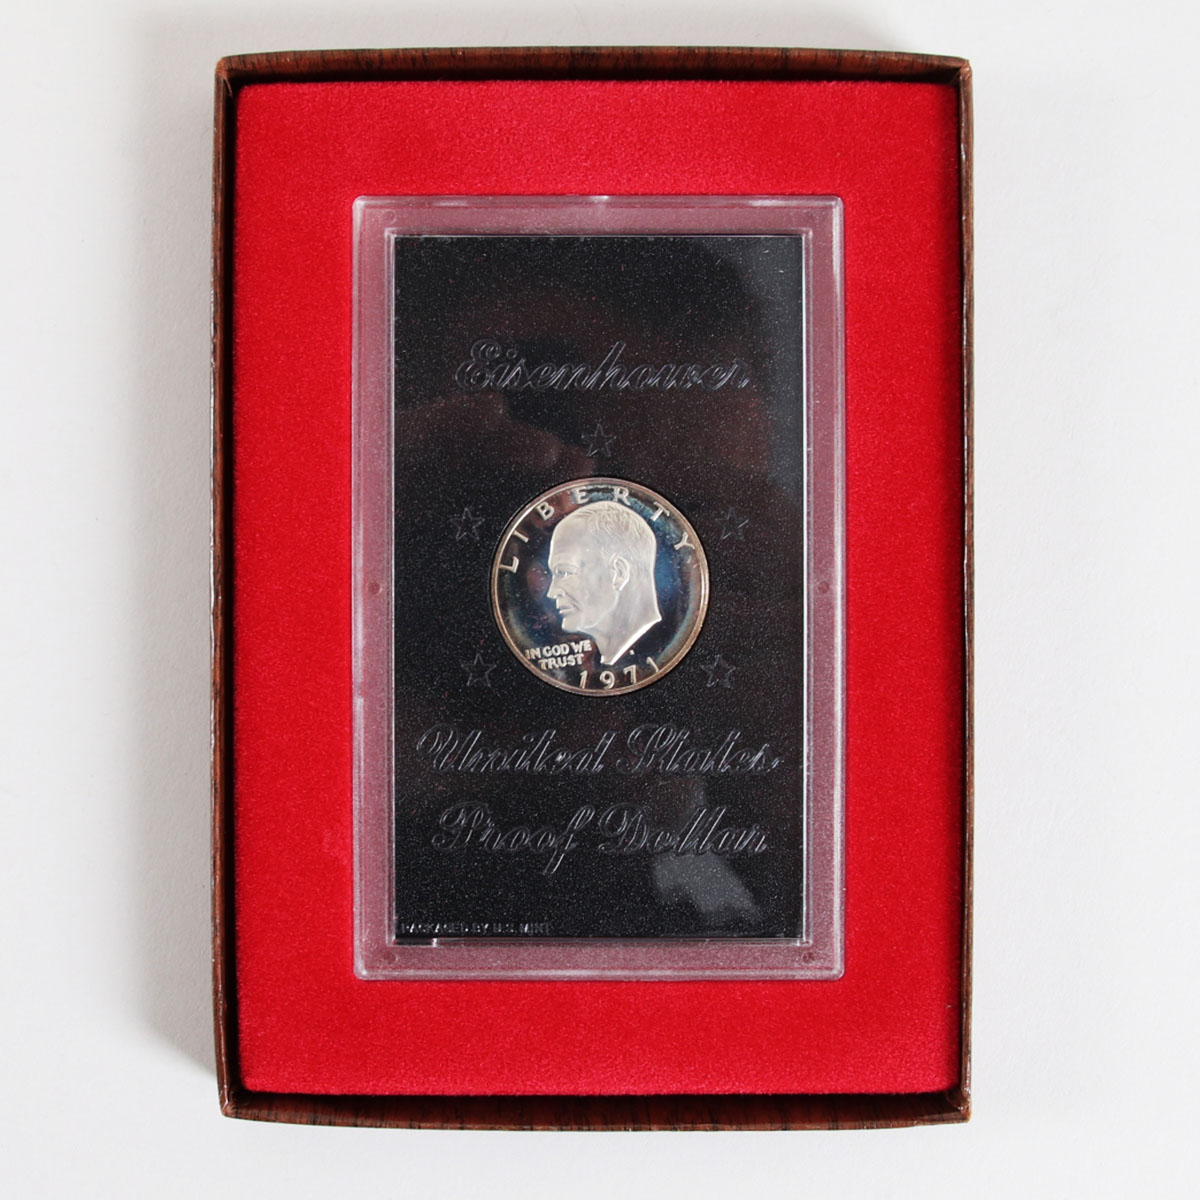 Eisenhower
LIBERTY
IN GOD WE
TRUST
S
1971
United States
Proof Dollar
PACKAGED BY U.S. MINT